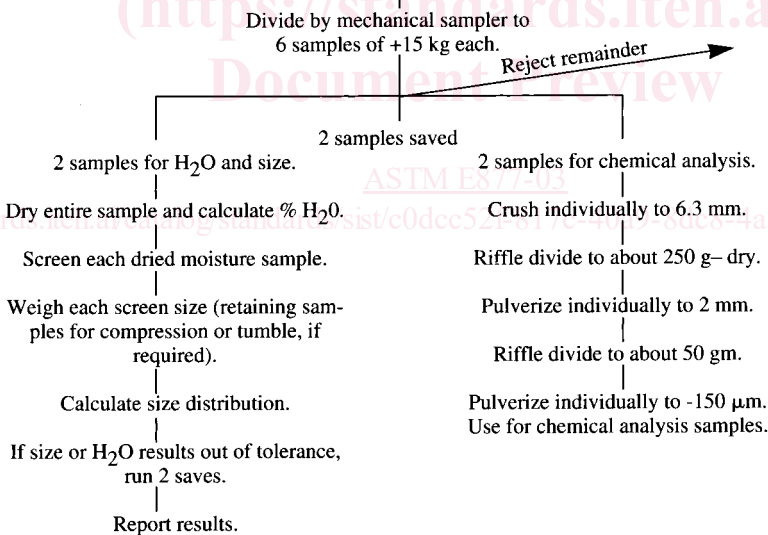 (https://standards.iteh.a
Divide by mechanical sampler to
6 samples of +15 kg each.
Reject remainder
Document Preview
2 samples saved
2 samples for H2O and size.
Dry entire sample and calculate % H20.
Screen each dried moisture sample.
Weigh each screen size (retaining sam-
ples for compression or tumble, if
required).
Calculate size distribution.
If size or H2O results out of tolerance,
run 2 saves.
Report results.
2 samples for chemical analysis.
ASTM E877-03
Crush individually to 6.3 mm.
Riffle divide to about 250 g– dry.
Pulverize individually to 2 mm.
Riffle divide to about 50 gm.
Pulverize individually to -150 μm.
Use for chemical analysis samples.